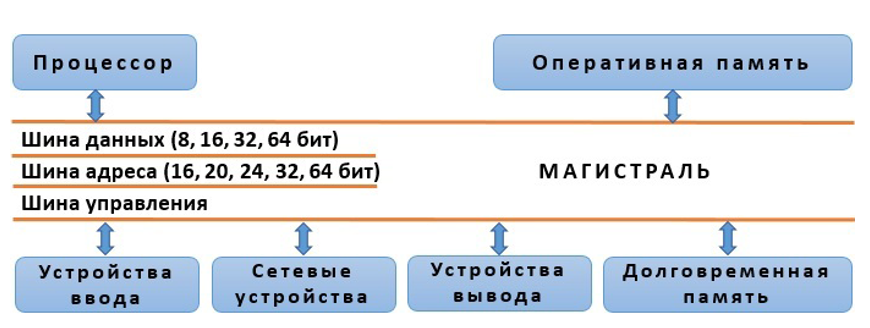 Процессор
Оперативная память
Шина данных (8, 16, 32, 64 бит)
Шина адреса (16, 20, 24, 32, 64 бит)
МАГИСТРАЛЬ
Шина управления
Устройства
ввода
Сетевые
устройства
Устройства
вывода
Долговременная
память